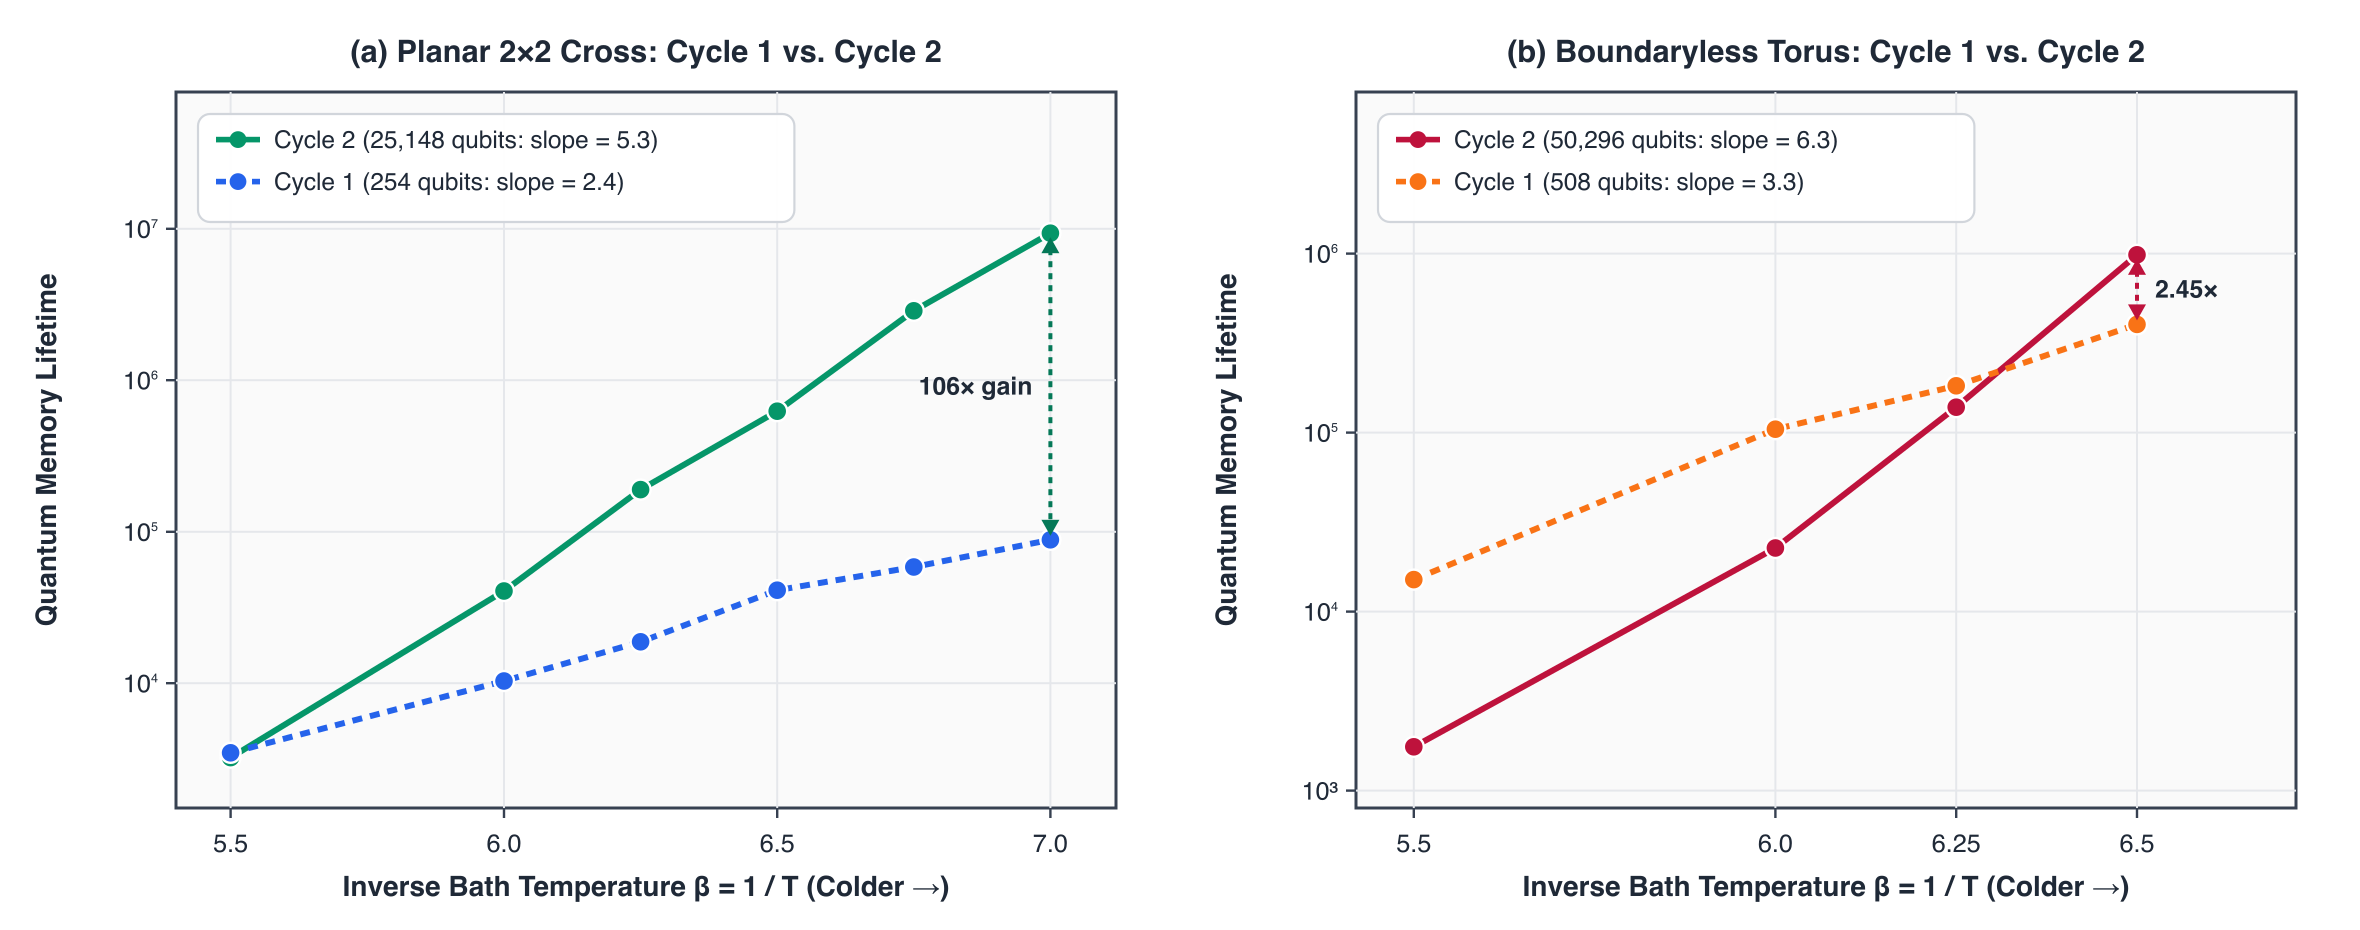 (a) Planar 2×2 Cross: Cycle 1 vs. Cycle 2
Cycle 2 (25,148 qubits: slope = 5.3)
Cycle 1 (254 qubits: slope = 2.4)
Quantum Memory Lifetime
10⁷
10⁶
10⁵
10⁴
106× gain
5.5 6.0 6.5 7.0
Inverse Bath Temperature β = 1 / T (Colder →)
(b) Boundaryless Torus: Cycle 1 vs. Cycle 2
Cycle 2 (50,296 qubits: slope = 6.3)
Cycle 1 (508 qubits: slope = 3.3)
Quantum Memory Lifetime
10⁶
10⁵
10⁴
10³
2.45×
5.5 6.0 6.25 6.5
Inverse Bath Temperature β = 1 / T (Colder →)